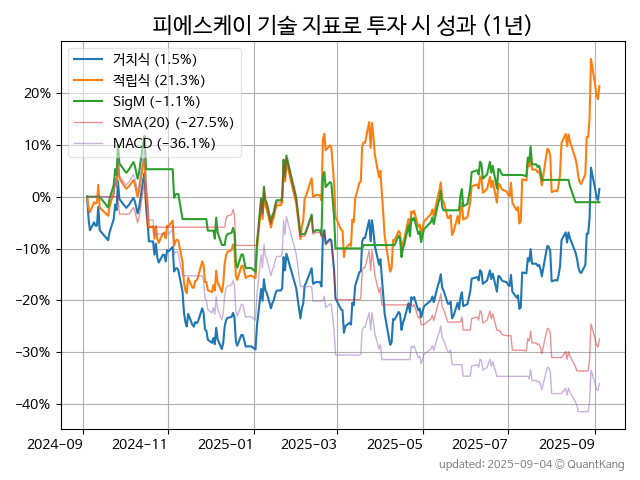 피에스케이 기술 지표로 투자 시 성과 (1년)
거치식 (1.5%)
적립식 (21.3%)
SigM (−1.1%)
SMA(20) (−27.5%)
MACD (−36.1%)
20%
10%
0%
−10%
−20%
−30%
−40%
2024-09 2024-11 2025-01 2025-03 2025-05 2025-07 2025-09
updated: 2025-09-04 © QuantKang